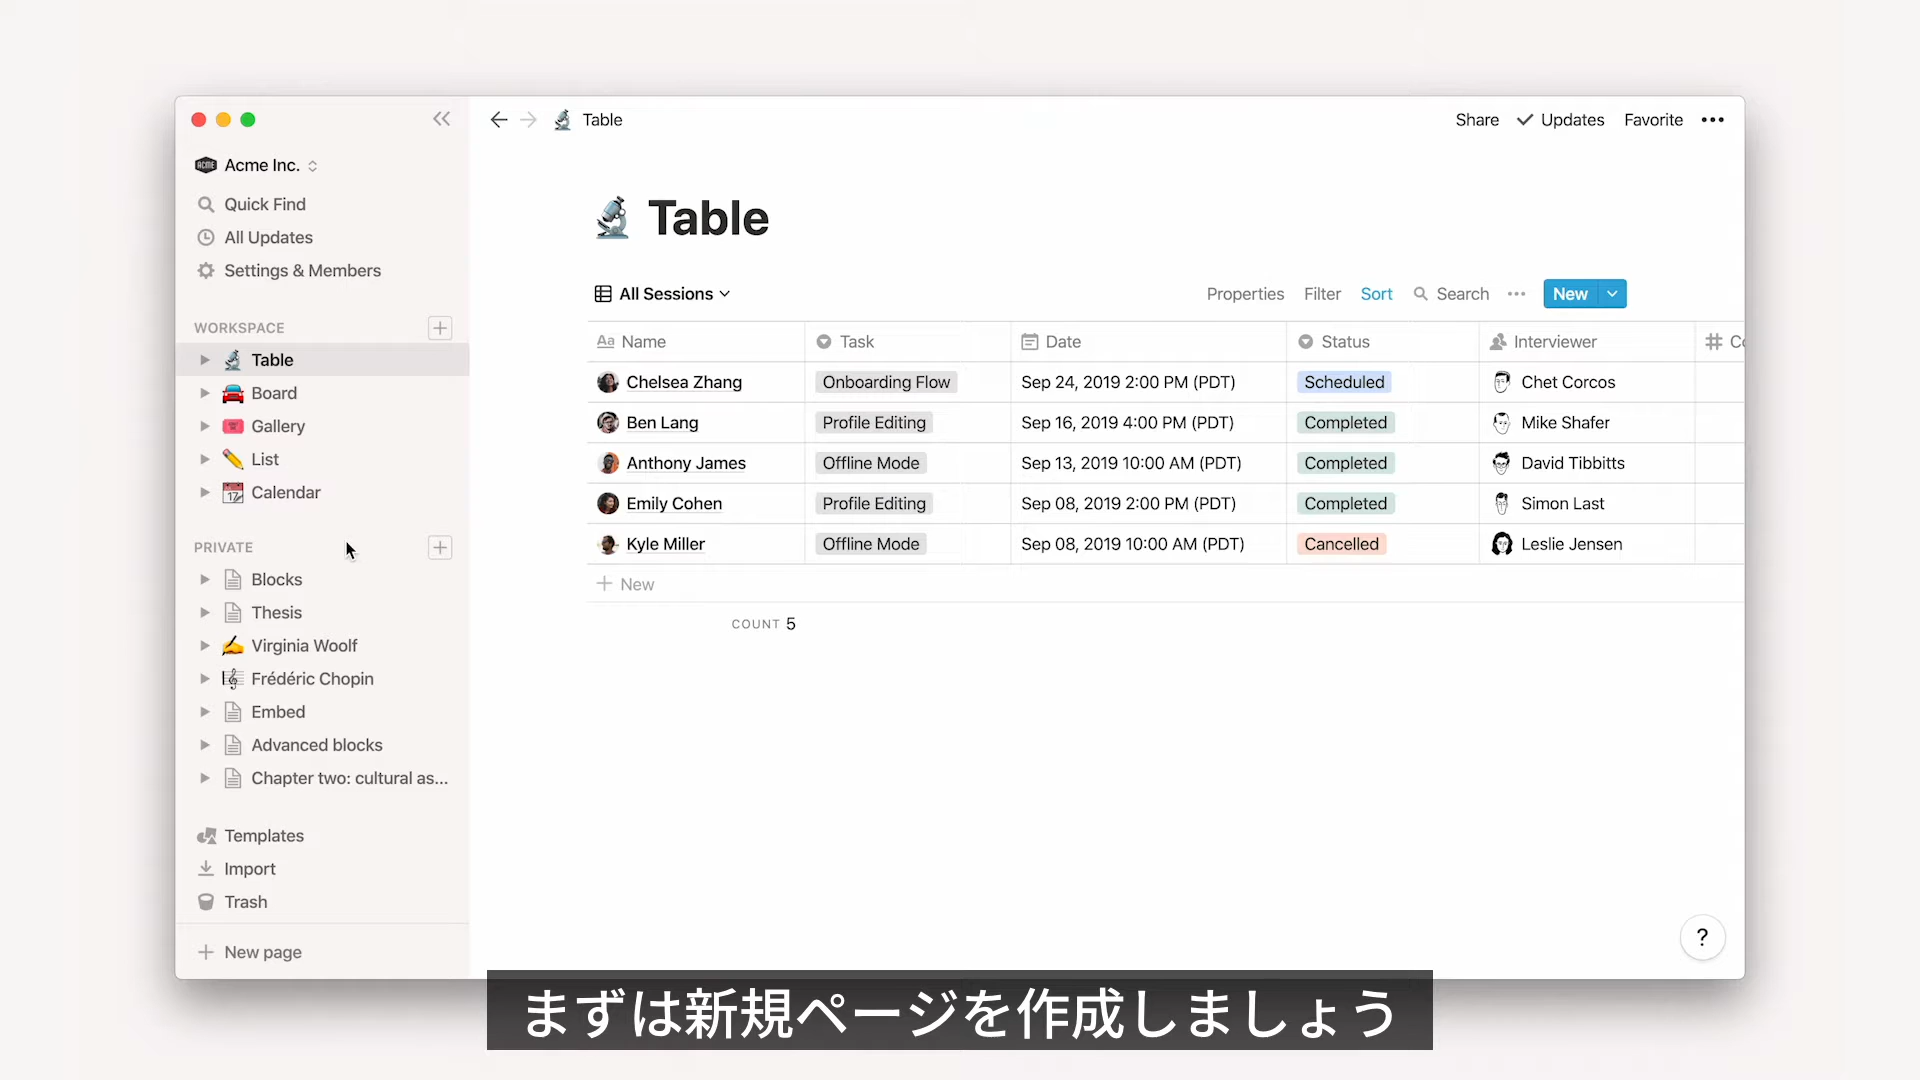 Table
Share
Updates
Favorite
Acme Inc.
Quick Find
All Updates
Settings & Members
WORKSPACE
Table
Board
Gallery
List
Calendar
PRIVATE
Blocks
Thesis
Virginia Woolf
Frédéric Chopin
Embed
Advanced blocks
Chapter two: cultural as...
Templates
Import
Trash
New page
Table
All Sessions
Properties Filter Sort Search New
Aa Name Task Date Status Interviewer
Chelsea Zhang Onboarding Flow Sep 24, 2019 2:00 PM (PDT) Scheduled Chet Corcos
Ben Lang Profile Editing Sep 16, 2019 4:00 PM (PDT) Completed Mike Shafer
Anthony James Offline Mode Sep 13, 2019 10:00 AM (PDT) Completed David Tibbitts
Emily Cohen Profile Editing Sep 08, 2019 2:00 PM (PDT) Completed Simon Last
Kyle Miller Offline Mode Sep 08, 2019 10:00 AM (PDT) Cancelled Leslie Jensen
New
COUNT 5
?
まずは新規ページを作成しましょう